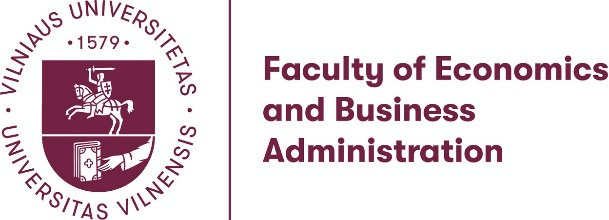 VILNIAUS UNIVERSITETAS
· 1579 ·
UNIVERSITAS VILNENSIS
Faculty of Economics
and Business
Administration